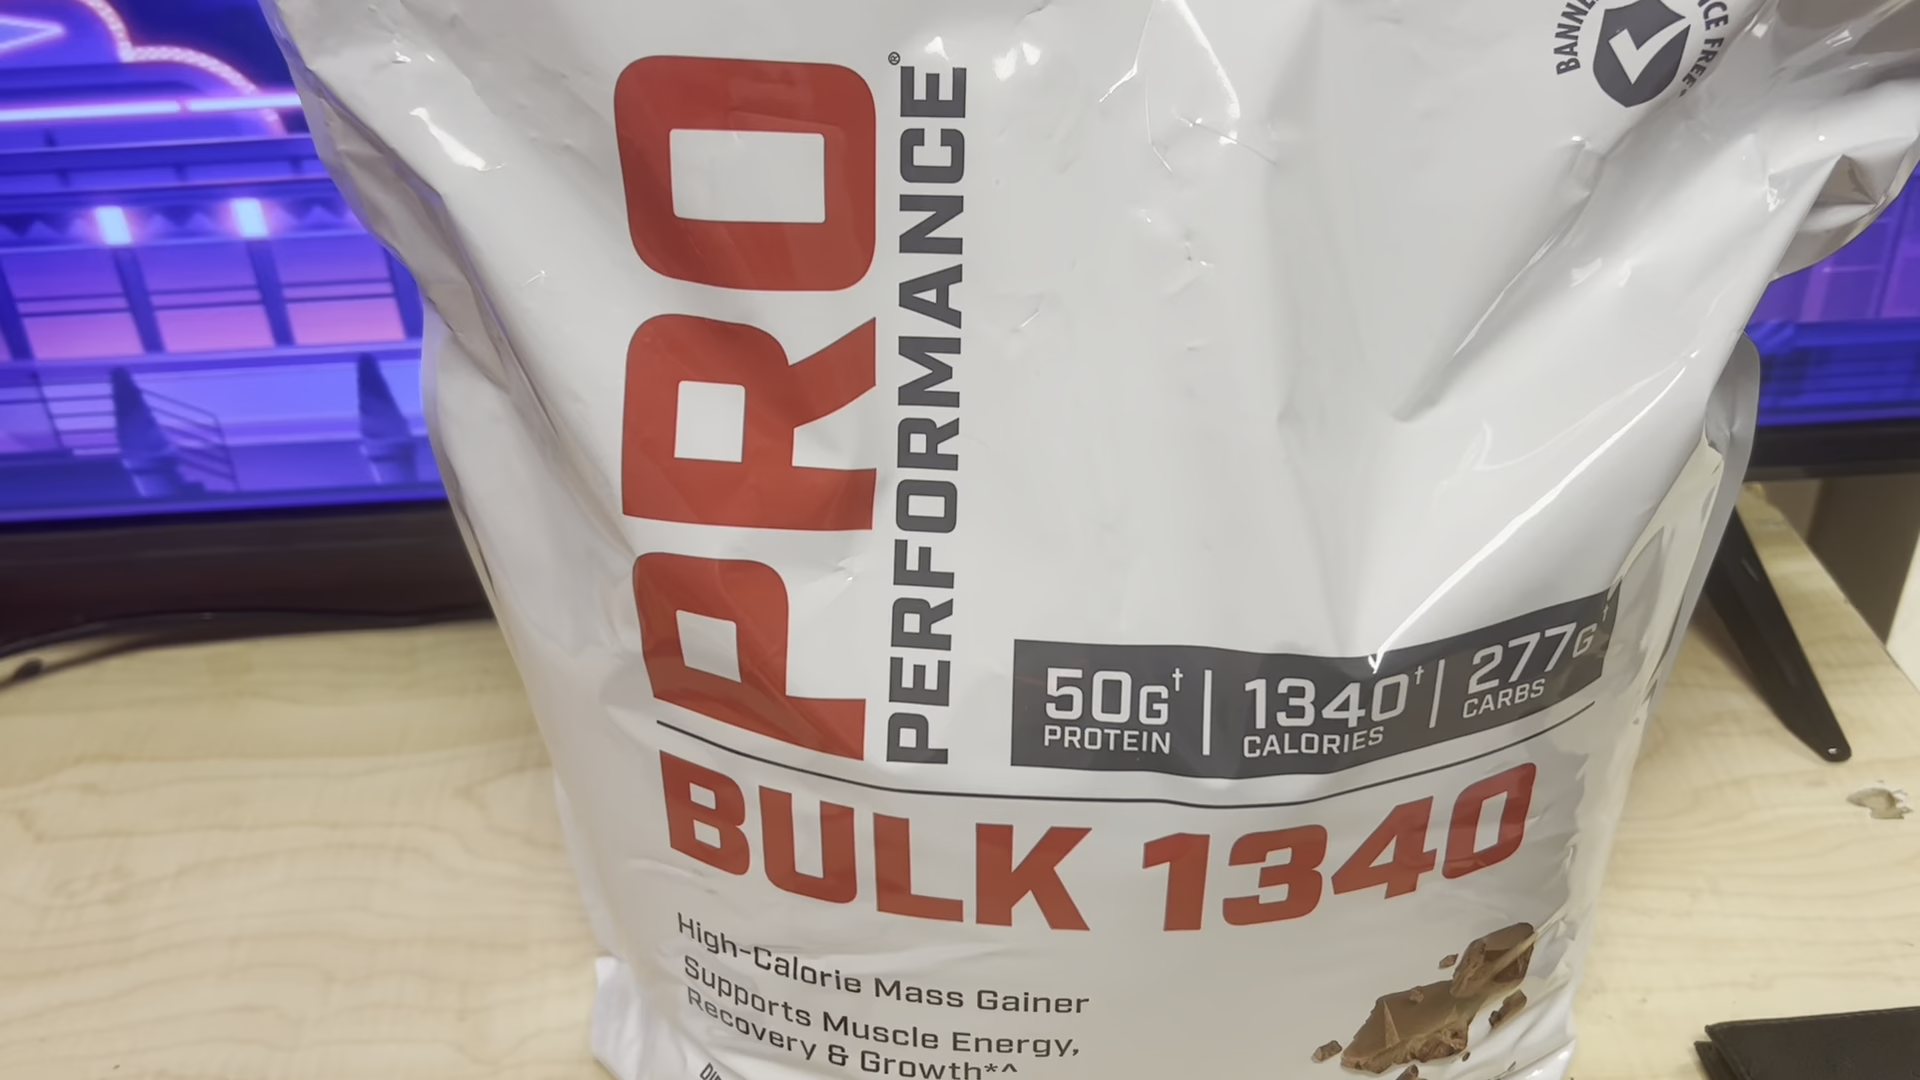 PRO
PERFORMANCE®
50G† PROTEIN | 1340† CALORIES | 277G† CARBS
BULK 1340
High-Calorie Mass Gainer
Supports Muscle Energy,
Recovery & Growth*^